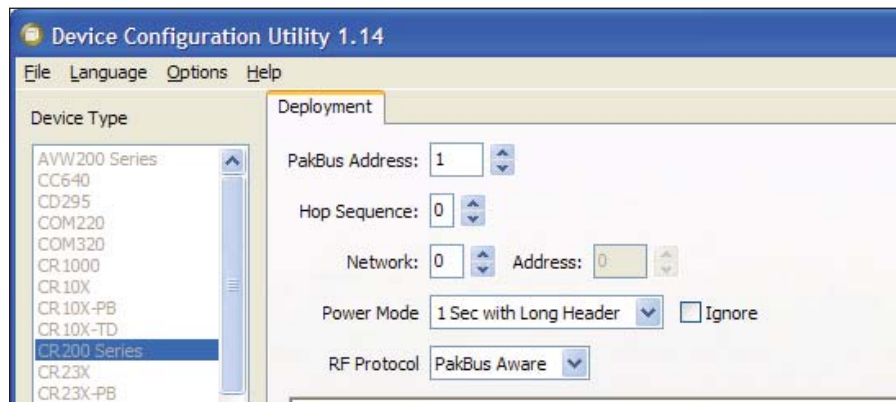 Device Configuration Utility 1.14
File Language Options Help
Device Type
AVW200 Series
CC640
CD295
COM220
COM320
CR1000
CR10X
CR10X-PB
CR10X-TD
CR200 Series
CR23X
CR23X-PB
Deployment
PakBus Address: 1
Hop Sequence: 0
Network: 0 Address: 0
Power Mode 1 Sec with Long Header Ignore
RF Protocol PakBus Aware